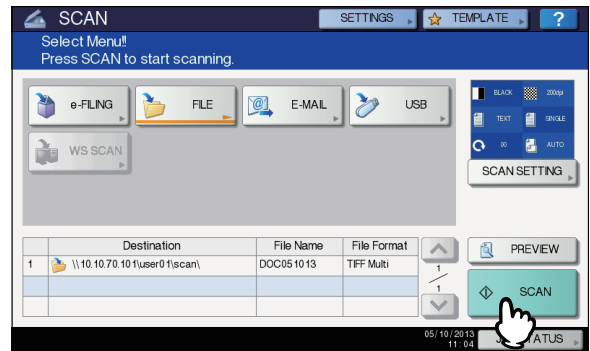 SCAN
SETTINGS
TEMPLATE
?
Select Menu!!
Press SCAN to start scanning.
e-FILING
FILE
@
E-MAIL
USB
WS SCAN
BLACK
200dpi
TEXT
SINGLE
AUTO
SCAN SETTING
Destination File Name File Format
1 \\10.10.70.101\user01\scan\ DOC051013 TIFF Multi
1
1
PREVIEW
SCAN
05/10/2013
11:04
ATUS